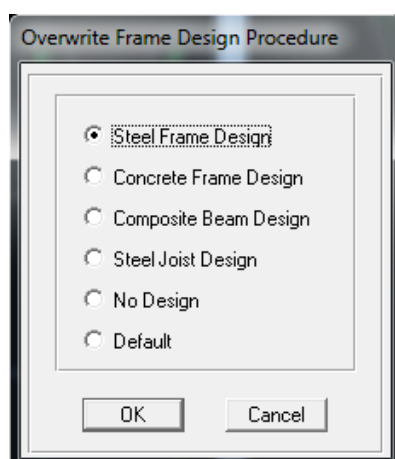 Overwrite Frame Design Procedure
Steel Frame Design
Concrete Frame Design
Composite Beam Design
Steel Joist Design
No Design
Default
OK Cancel